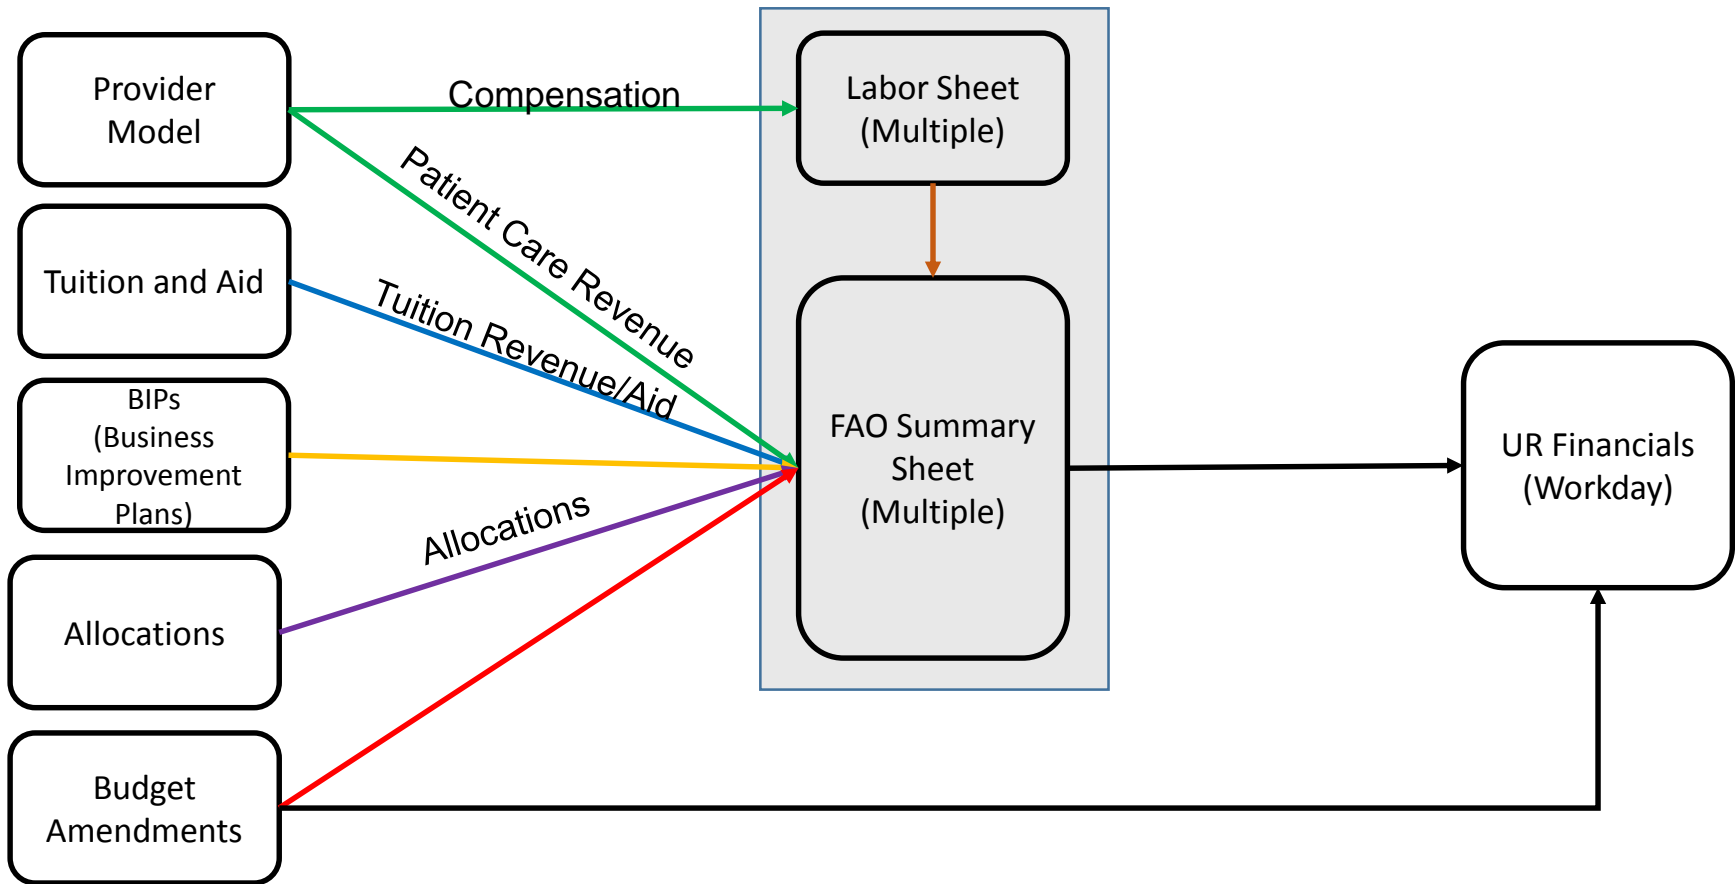 Provider
Model
Compensation
Labor Sheet
(Multiple)
Patient Care Revenue
Tuition and Aid
Tuition Revenue/Aid
BIPs
(Business
Improvement
Plans)
FAO Summary
Sheet
(Multiple)
UR Financials
(Workday)
Allocations
Allocations
Budget
Amendments